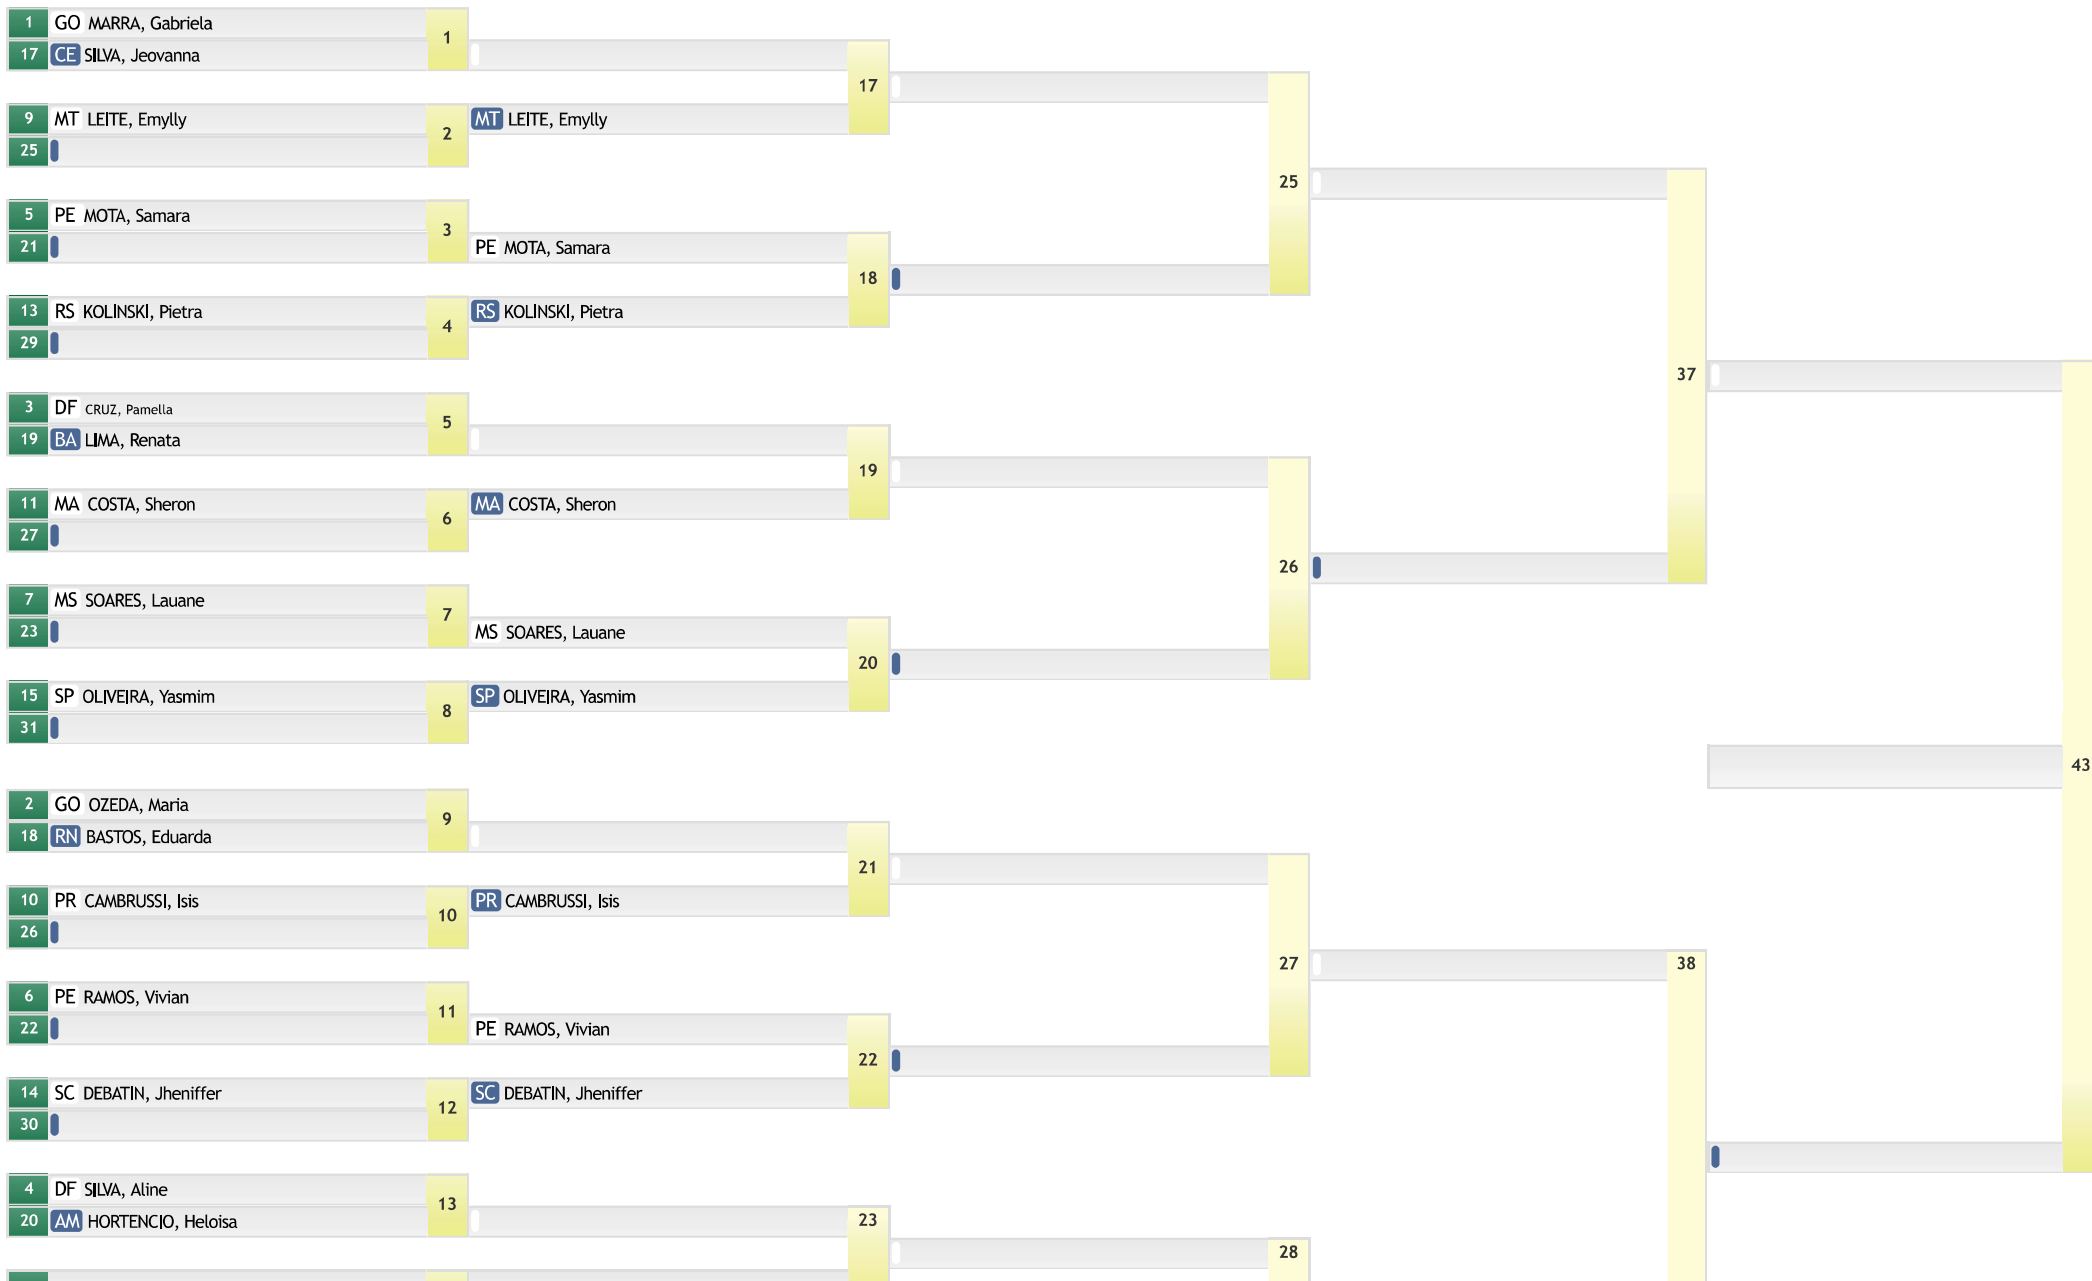 1 GO MARRA, Gabriela
1
17 CE SILVA, Jeovanna
17
9 MT LEITE, Emylly
2
MT LEITE, Emylly
25
25
5 PE MOTA, Samara
3
21
PE MOTA, Samara
18
13 RS KOLINSKI, Pietra
4
RS KOLINSKI, Pietra
29
37
3 DF CRUZ, Pamella
5
19 BA LIMA, Renata
19
11 MA COSTA, Sheron
6
MA COSTA, Sheron
27
26
7 MS SOARES, Lauane
7
23
MS SOARES, Lauane
20
15 SP OLIVEIRA, Yasmim
8
SP OLIVEIRA, Yasmim
31
43
2 GO OZEDA, Maria
9
18 RN BASTOS, Eduarda
21
10 PR CAMBRUSSI, Isis
10
PR CAMBRUSSI, Isis
26
27
38
6 PE RAMOS, Vivian
11
22
PE RAMOS, Vivian
22
14 SC DEBATIN, Jheniffer
12
SC DEBATIN, Jheniffer
30
4 DF SILVA, Aline
13
20 AM HORTENCIO, Heloisa
23
28